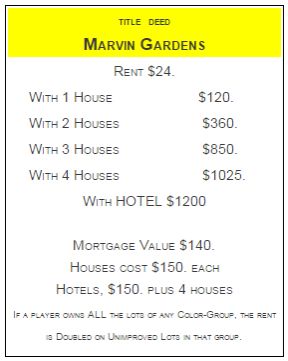 TITLE DEED
MARVIN GARDENS
RENT $24.
WITH 1 HOUSE $120.
WITH 2 HOUSES $360.
WITH 3 HOUSES $850.
WITH 4 HOUSES $1025.
WITH HOTEL $1200
MORTGAGE VALUE $140.
HOUSES COST $150. EACH
HOTELS, $150. PLUS 4 HOUSES
IF A PLAYER OWNS ALL THE LOTS OF ANY COLOR-GROUP, THE RENT
IS DOUBLED ON UNIMPROVED LOTS IN THAT GROUP.